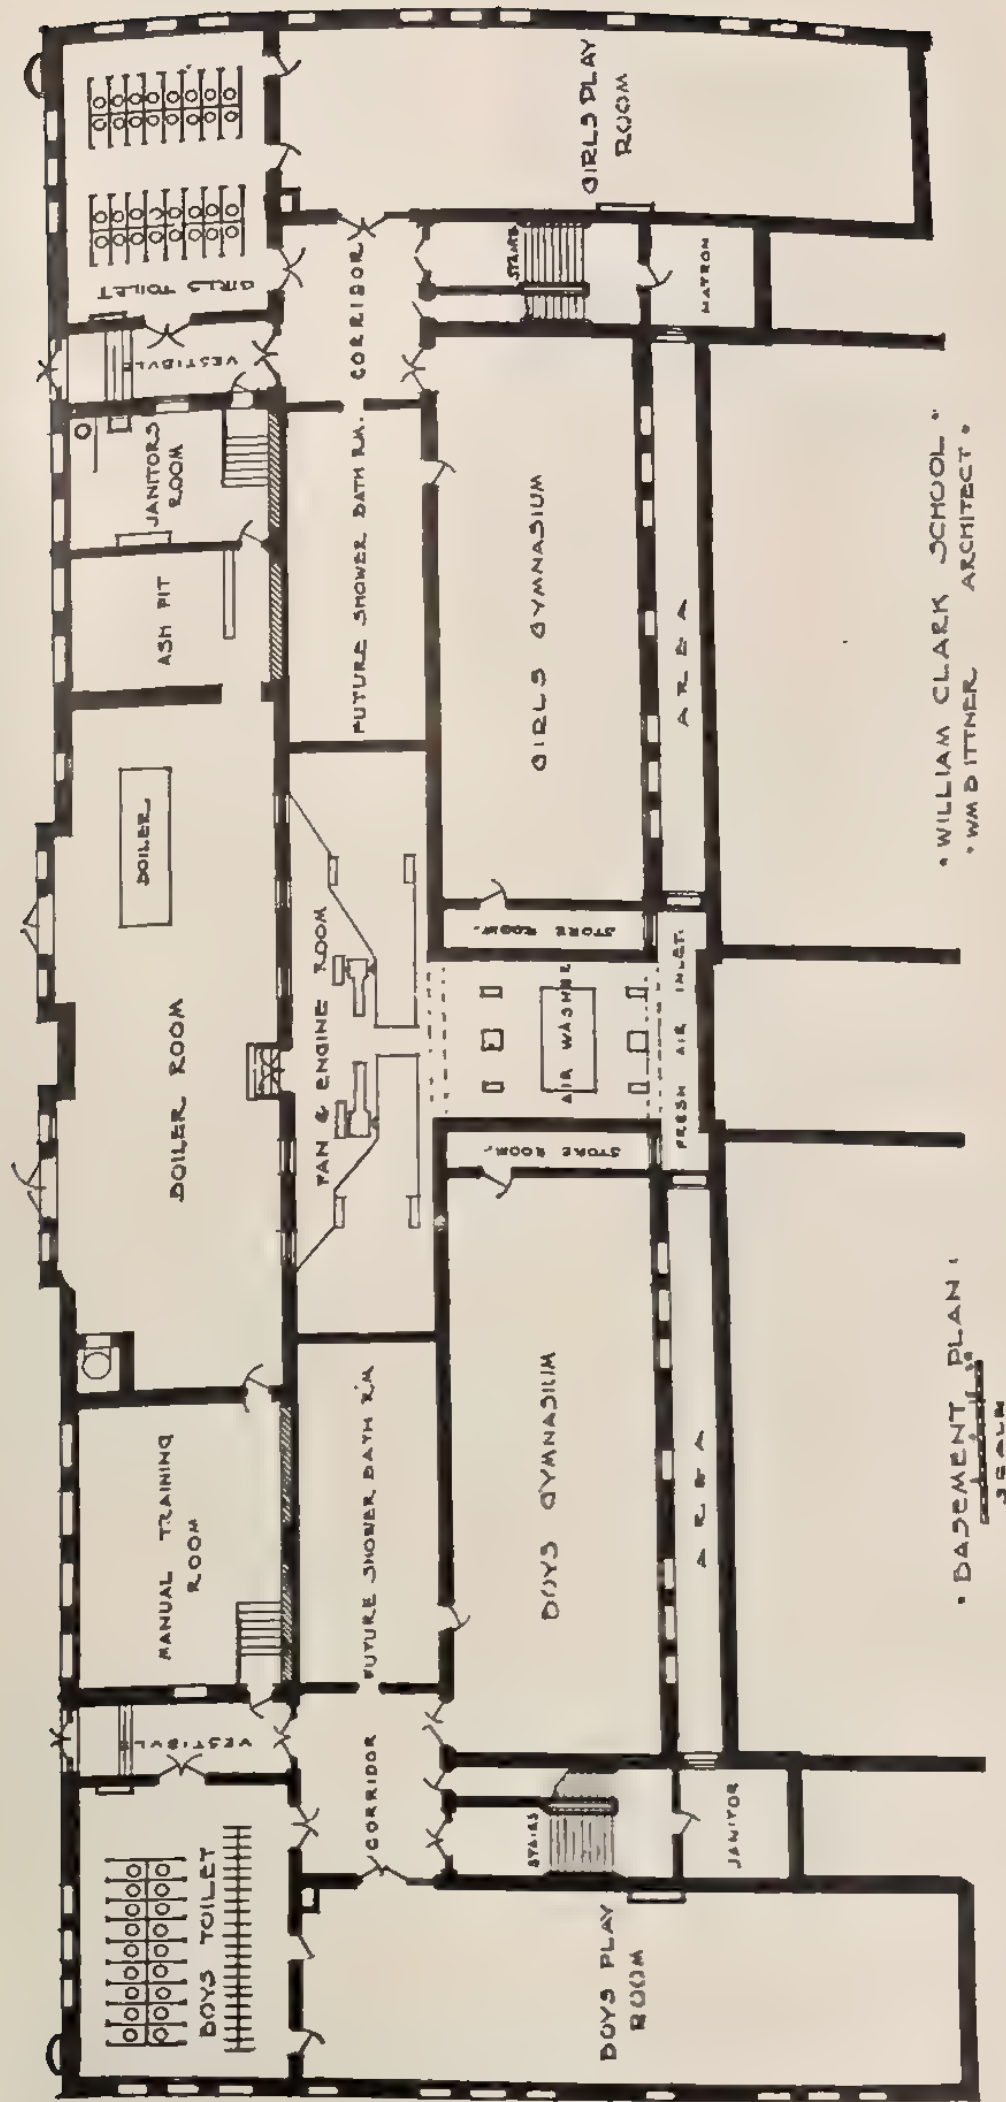 BOYS TOILET
VESTIBVLE
MANUAL TRAINING
ROOM
BOILER ROOM
BOILER
ASH PIT
JANITORS
ROOM
VESTIBVLE
GIRLS TOILET
CORRIDOR
FUTURE SHOWER BATH R'M
FAN & ENGINE ROOM
FUTURE SHOWER BATH RM.
CORRIDOR
BOYS PLAY
ROOM
STAIRS
JANITOR
BOYS GYMNASIUM
STORE ROOM.
AIR WASHER
STORE ROOM.
GIRLS GYMNASIUM
STAIRS
MATRON
GIRLS PLAY
ROOM
AREA
FRESH AIR INLET.
AREA
• BASEMENT PLAN •
SCALE
• WILLIAM CLARK SCHOOL •
• WM B ITTNER ARCHITECT •